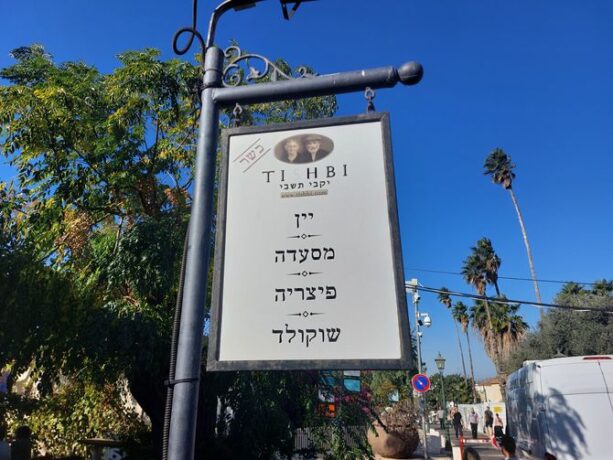 כשר
TISHBI
יקבי תשבי
www.tishbi.com
יין
מסעדה
פיצריה
שוקולד